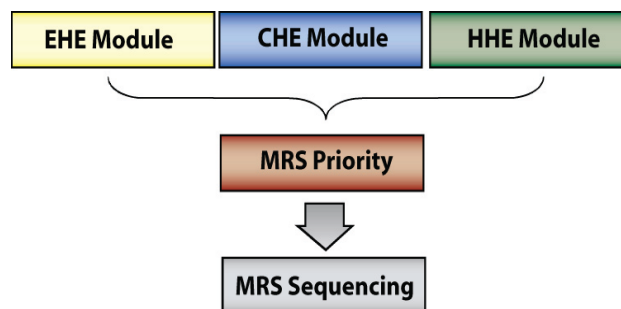 EHE Module
CHE Module
HHE Module
MRS Priority
MRS Sequencing